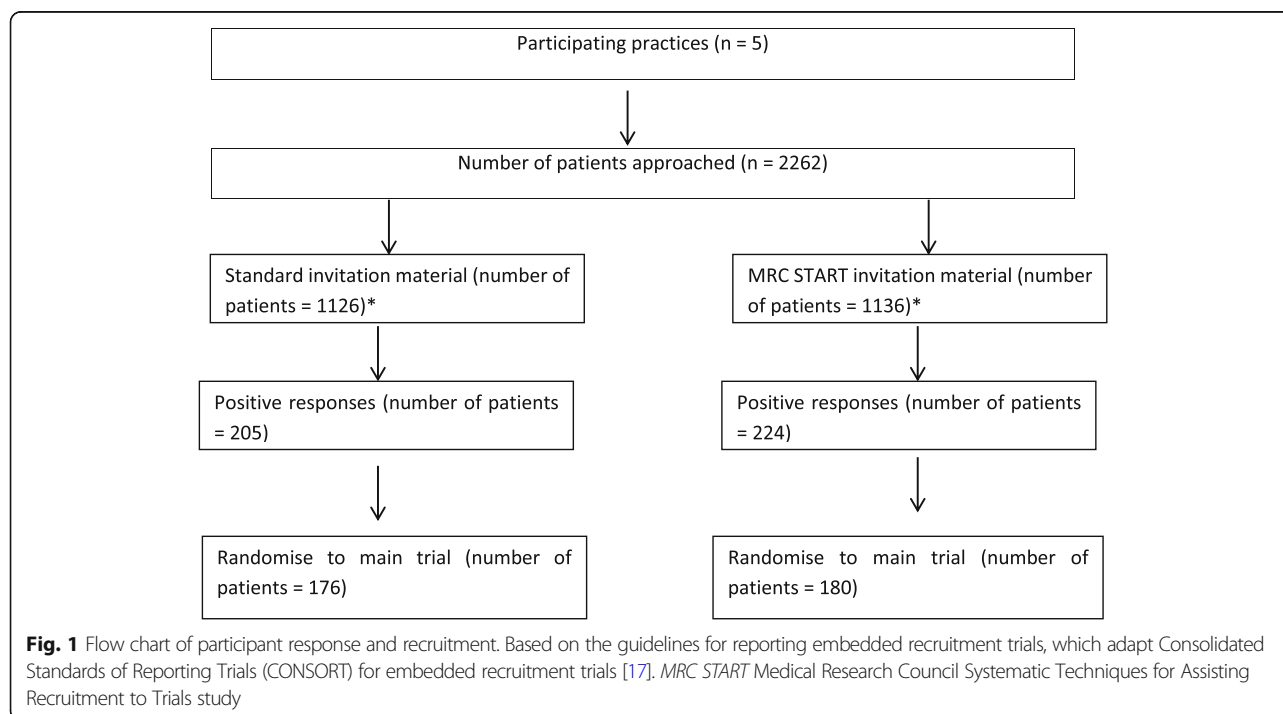 Participating practices (n = 5)
Number of patients approached (n = 2262)
Standard invitation material (number of
patients = 1126)*
MRC START invitation material (number
of patients = 1136)*
Positive responses (number of patients
= 205)
Positive responses (number of patients
= 224)
Randomise to main trial (number of
patients = 176)
Randomise to main trial (number of
patients = 180)
Fig. 1 Flow chart of participant response and recruitment. Based on the guidelines for reporting embedded recruitment trials, which adapt Consolidated
Standards of Reporting Trials (CONSORT) for embedded recruitment trials [17]. MRC START Medical Research Council Systematic Techniques for Assisting
Recruitment to Trials study